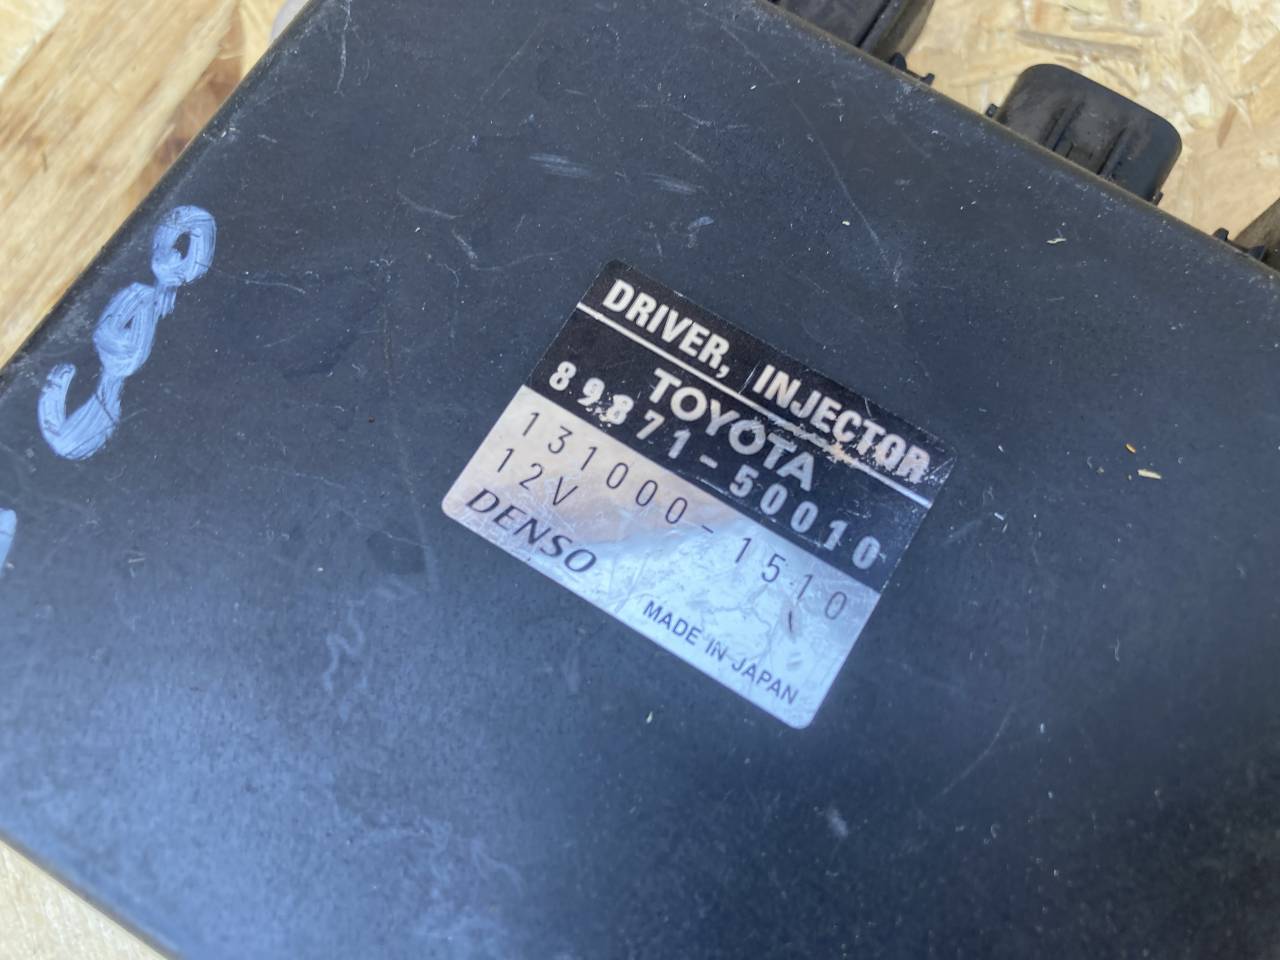 DRIVER, INJECTOR
TOYOTA
89871-50010
131000-1510
12V
DENSO
MADE IN JAPAN